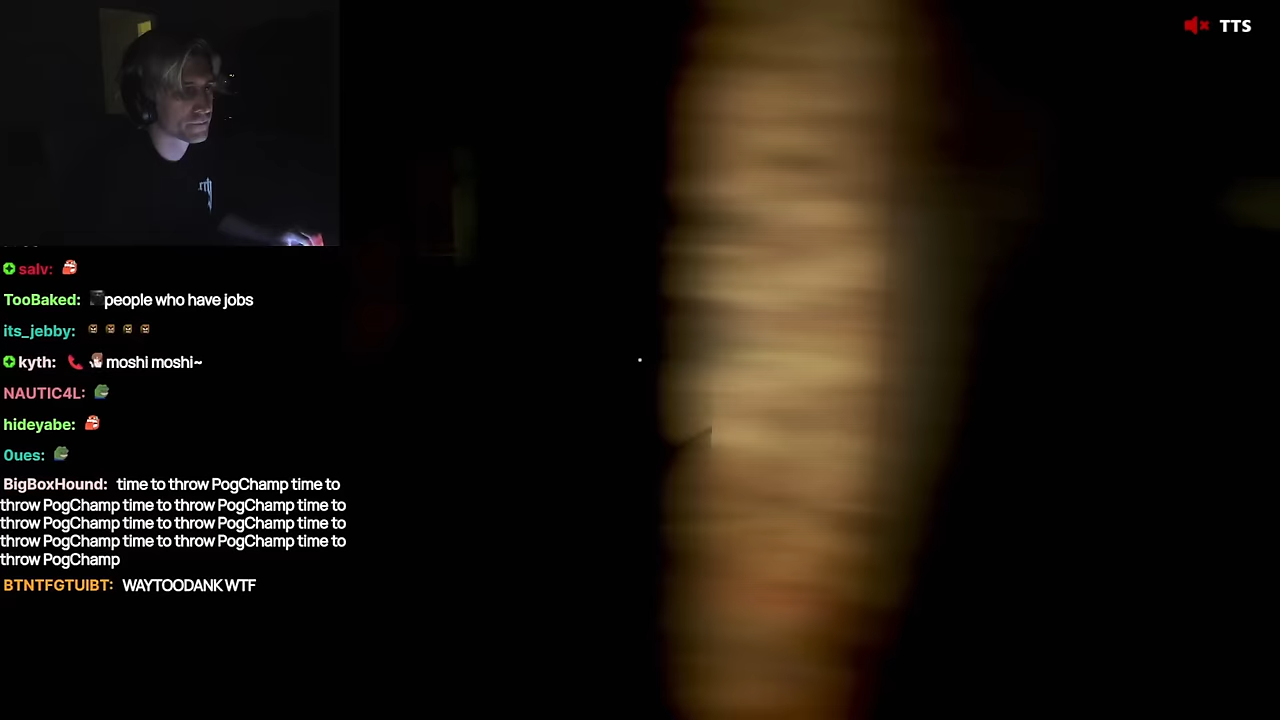 TTS
salv:
TooBaked: people who have jobs
its_jebby:
kyth: moshi moshi~
NAUTIC4L:
hideyabe:
0ues:
BigBoxHound: time to throw PogChamp time to
throw PogChamp time to throw PogChamp time to
throw PogChamp time to throw PogChamp time to
throw PogChamp time to throw PogChamp time to
throw PogChamp
BTNTFGTUIBT: WAYTOODANK WTF